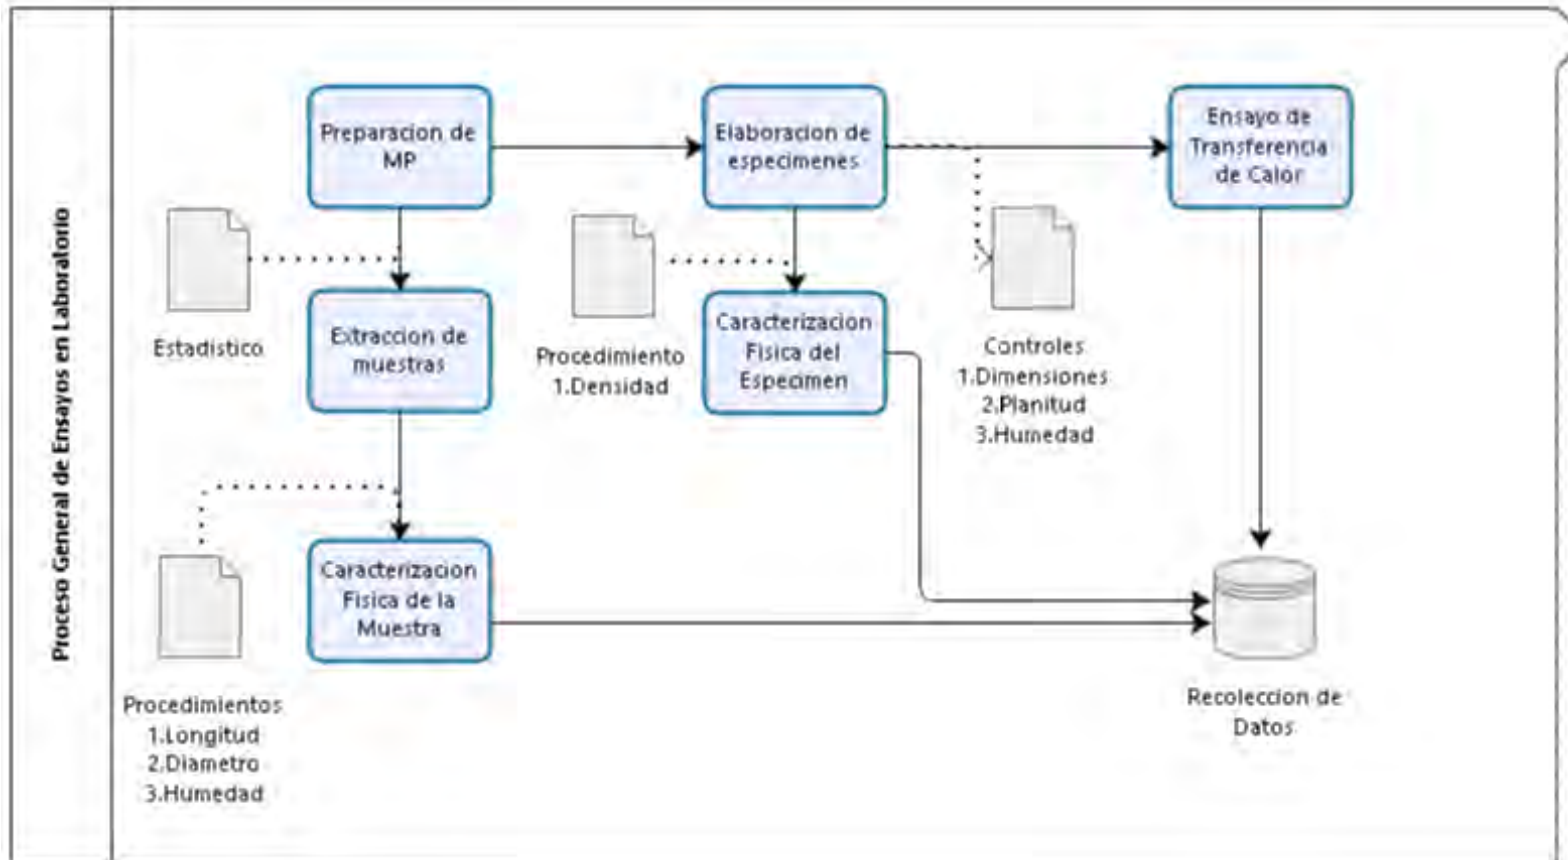 Proceso General de Ensayos en Laboratorio
Preparacion de
MP
Elaboracion de
especimenes
Ensayo de
Transferencia
de Calor
Estadistico
Extraccion de
muestras
Procedimiento
1.Densidad
Caracterizacion
Fisica del
Especimen
Controles
1.Dimensiones
2.Planitud
3.Humedad
Caracterizacion
Fisica de la
Muestra
Procedimientos
1.Longitud
2.Diametro
3.Humedad
Recoleccion de
Datos